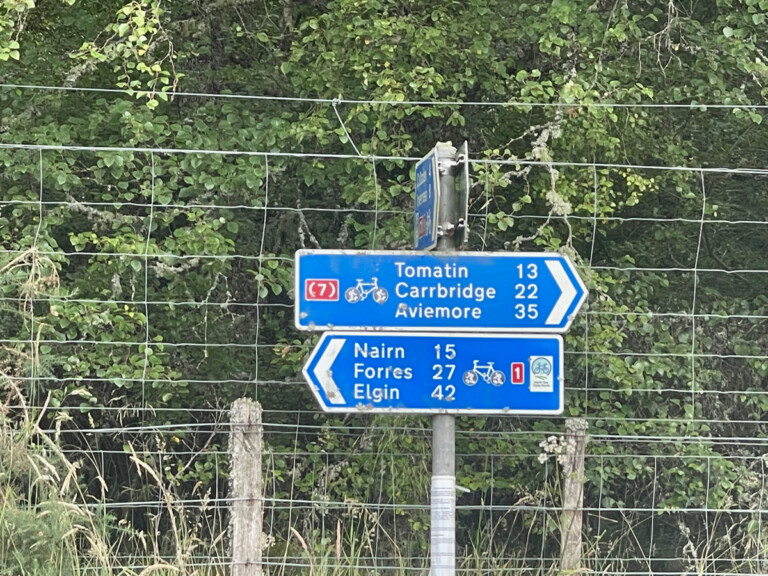 (7) Tomatin 13
Carrbridge 22
Aviemore 35
Nairn 15
Forres 27 1
Elgin 42